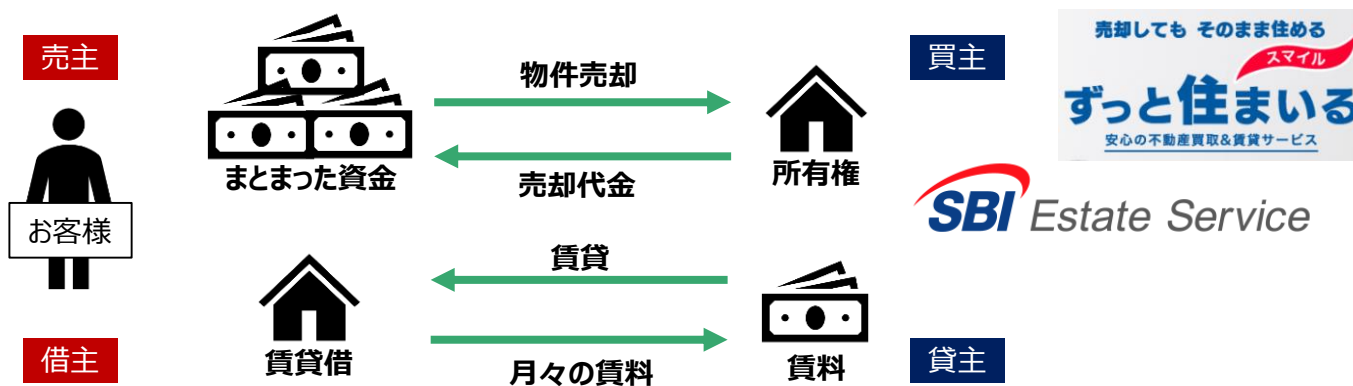 売主
お客様
借主
まとまった資金
物件売却
売却代金
所有権
賃貸借
賃貸
月々の賃料
賃料
買主
貸主
売却しても そのまま住める
スマイル
ずっと住まいる
安心の不動産買取&賃貸サービス
SBI Estate Service